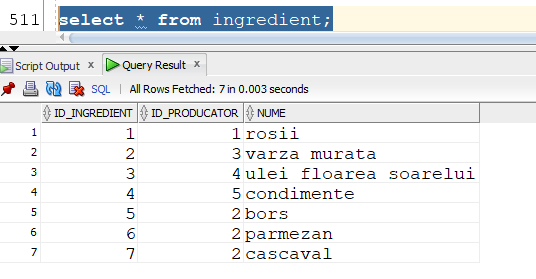 511 select * from ingredient;
Script Output x Query Result x
SQL | All Rows Fetched: 7 in 0.003 seconds
ID_INGREDIENT ID_PRODUCATOR NUME
1 1 1 rosii
2 2 3 varza murata
3 3 4 ulei floarea soarelui
4 4 5 condimente
5 5 2 bors
6 6 2 parmezan
7 7 2 cascaval